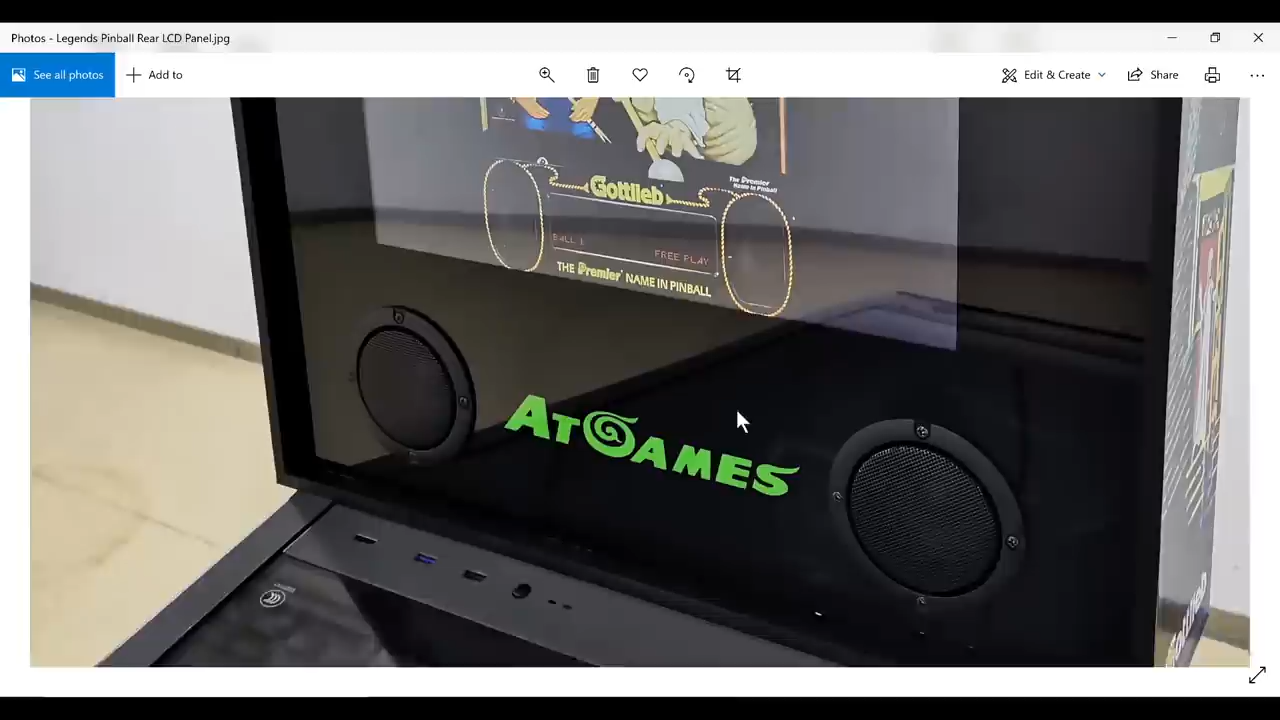 Photos - Legends Pinball Rear LCD Panel.jpg
See all photos
Add to
Edit & Create
Share
Gottlieb
The Premier
Name in Pinball
BALL 1
FREE PLAY
THE Premier NAME IN PINBALL
ATGAMES